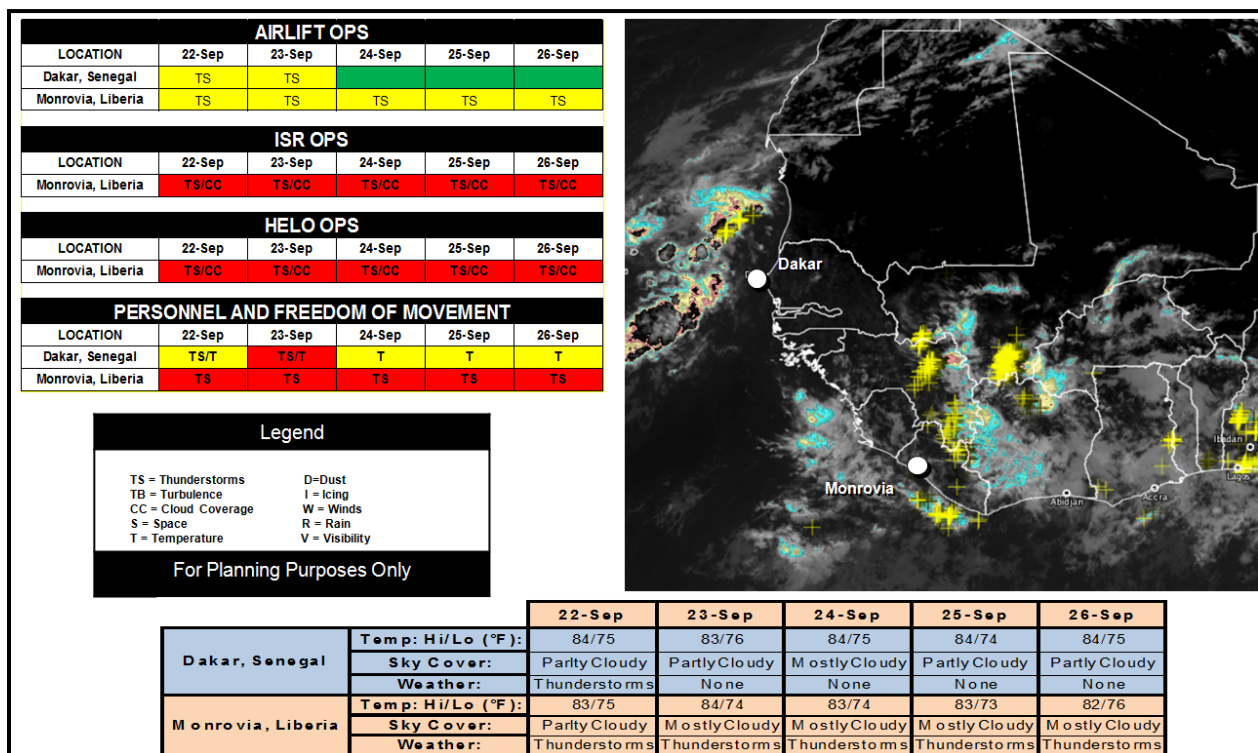 AIRLIFT OPS
LOCATION 22-Sep 23-Sep 24-Sep 25-Sep 26-Sep
Dakar, Senegal TS TS
Monrovia, Liberia TS TS TS TS TS
ISR OPS
LOCATION 22-Sep 23-Sep 24-Sep 25-Sep 26-Sep
Monrovia, Liberia TS/CC TS/CC TS/CC TS/CC TS/CC
HELO OPS
LOCATION 22-Sep 23-Sep 24-Sep 25-Sep 26-Sep
Monrovia, Liberia TS/CC TS/CC TS/CC TS/CC TS/CC
PERSONNEL AND FREEDOM OF MOVEMENT
LOCATION 22-Sep 23-Sep 24-Sep 25-Sep 26-Sep
Dakar, Senegal TS/T TS/T T T T
Monrovia, Liberia TS TS TS TS TS
Legend
TS = Thunderstorms D=Dust
TB = Turbulence I = Icing
CC = Cloud Coverage W = Winds
S = Space R = Rain
T = Temperature V = Visibility
For Planning Purposes Only
Dakar
Monrovia
Abidjan
Accra
Ibadan
Lagos
22-Sep 23-Sep 24-Sep 25-Sep 26-Sep
Dakar, Senegal
Temp: Hi/Lo (°F): 84/75 83/76 84/75 84/74 84/75
Sky Cover: Parlty Cloudy Partly Cloudy Mostly Cloudy Partly Cloudy Partly Cloudy
Weather: Thunderstorms None None None None
Monrovia, Liberia
Temp: Hi/Lo (°F): 83/75 84/74 83/74 83/73 82/76
Sky Cover: Parlty Cloudy Mostly Cloudy Mostly Cloudy Mostly Cloudy Mostly Cloudy
Weather: Thunderstorms Thunderstorms Thunderstorms Thunderstorms Thunderstorms